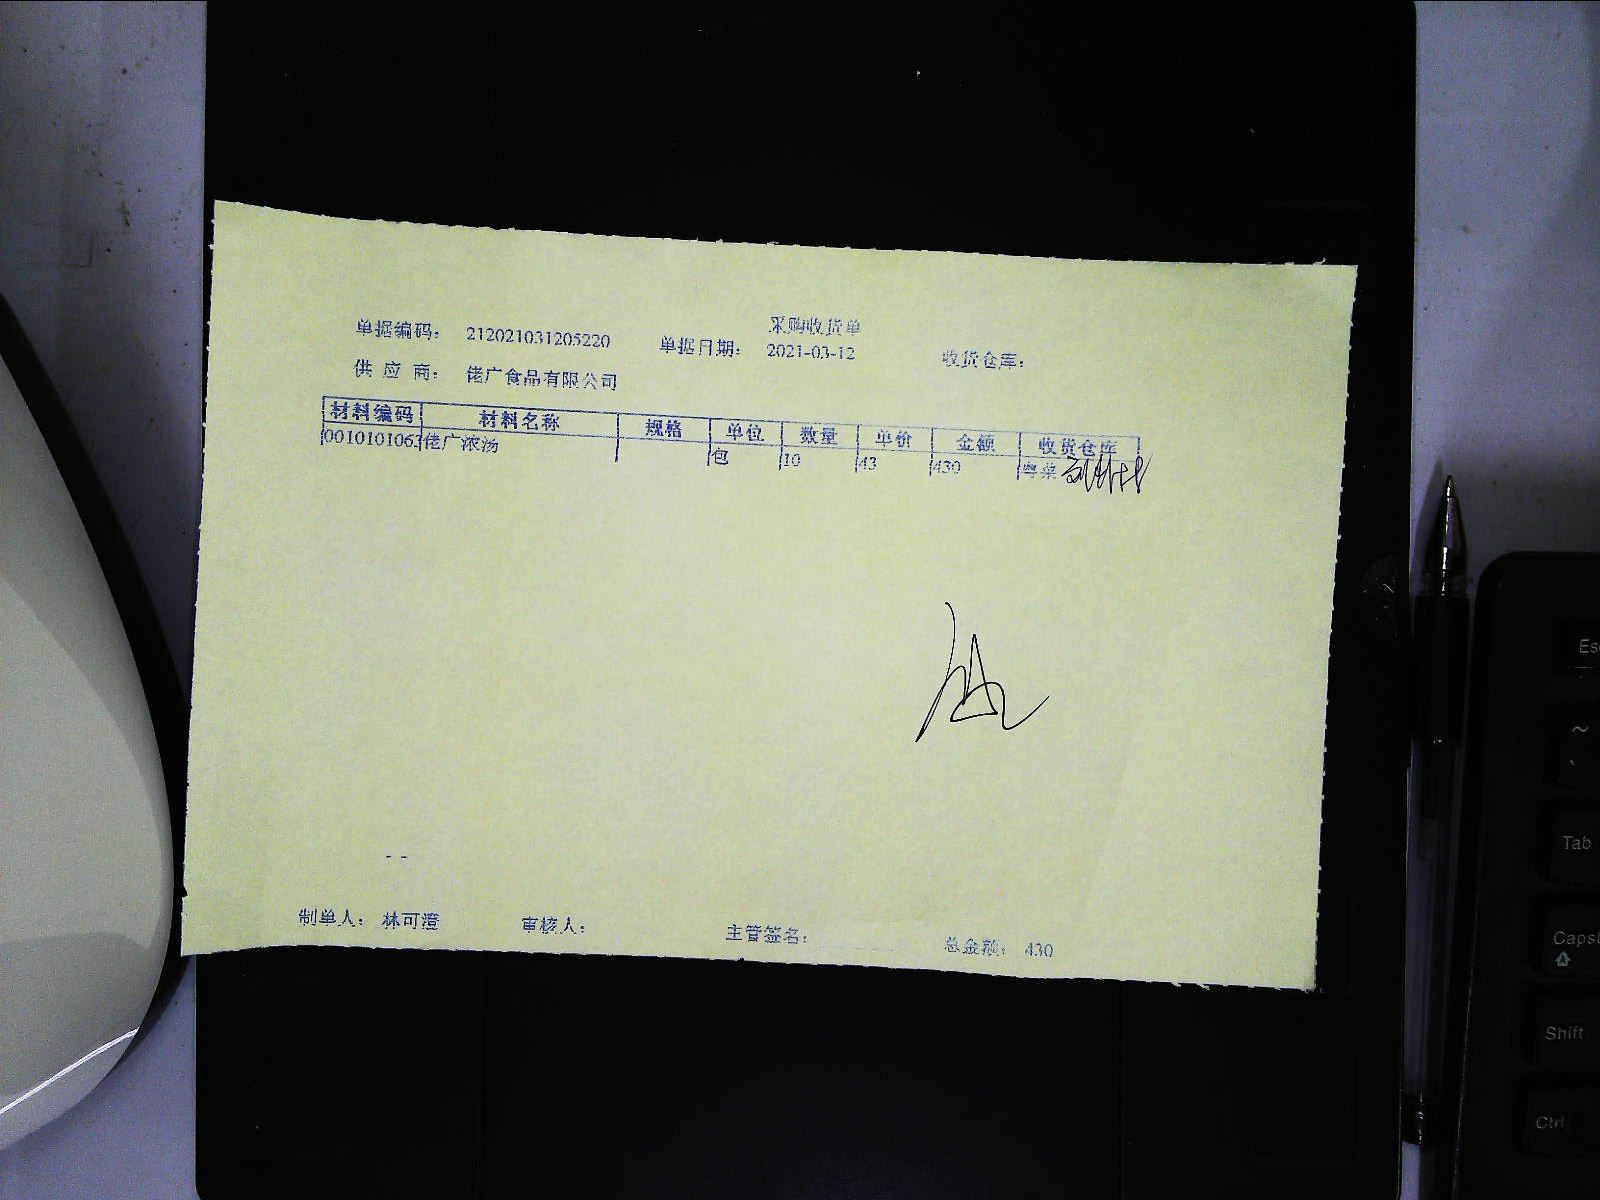 采购收货单
单据编码： 212021031205220 单据日期： 2021-03-12 收货仓库：
供 应 商： 佬广食品有限公司
材料编码 材料名称 规格 单位 数量 单价 金额 收货仓库
0010101063 佬广浓汤 包 10 43 430 粤菜
- -
制单人： 林可澄 审核人： 主管签名： 总金额： 430
Esc
~
Tab
Caps
Shift
Ctrl